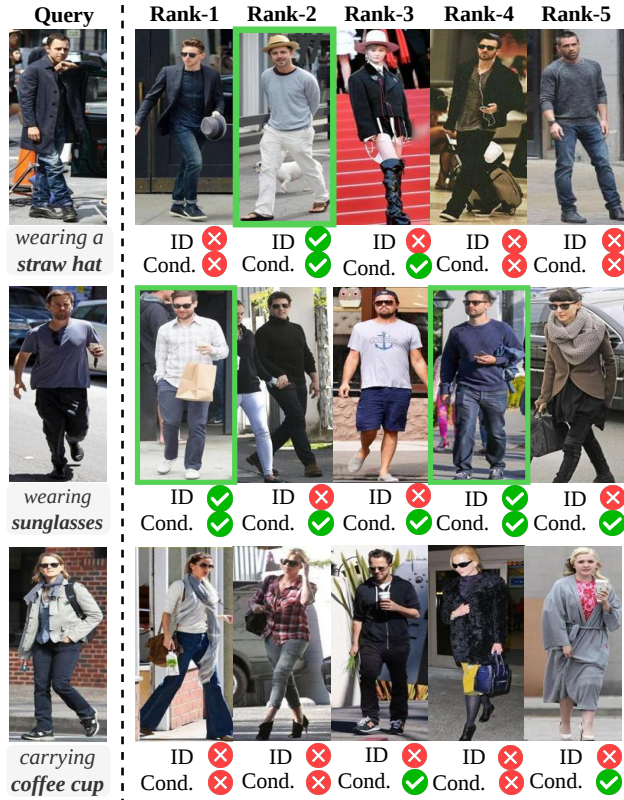 Query Rank-1 Rank-2 Rank-3 Rank-4 Rank-5
wearing a
straw hat
ID ID ID ID ID
Cond. Cond. Cond. Cond. Cond.
wearing
sunglasses
ID ID ID ID ID
Cond. Cond. Cond. Cond. Cond.
carrying
coffee cup
ID ID ID ID ID
Cond. Cond. Cond. Cond. Cond.